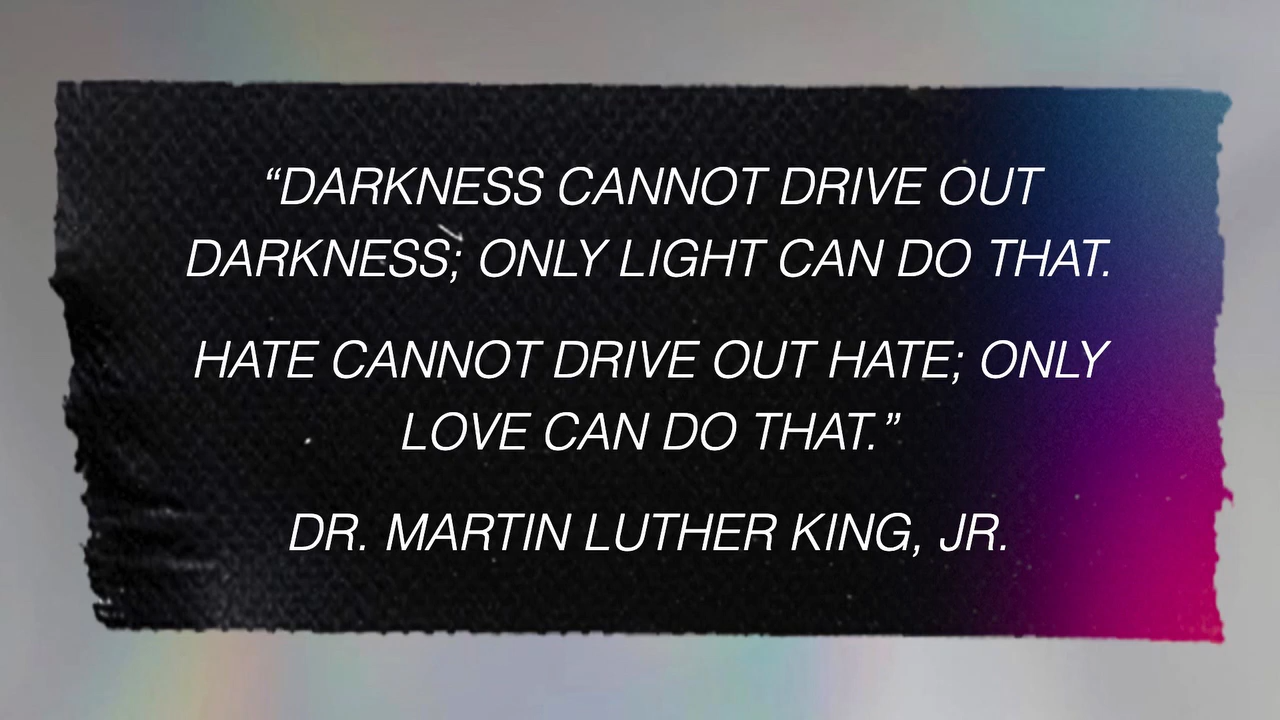 “DARKNESS CANNOT DRIVE OUT
DARKNESS; ONLY LIGHT CAN DO THAT.
HATE CANNOT DRIVE OUT HATE; ONLY
LOVE CAN DO THAT.”
DR. MARTIN LUTHER KING, JR.